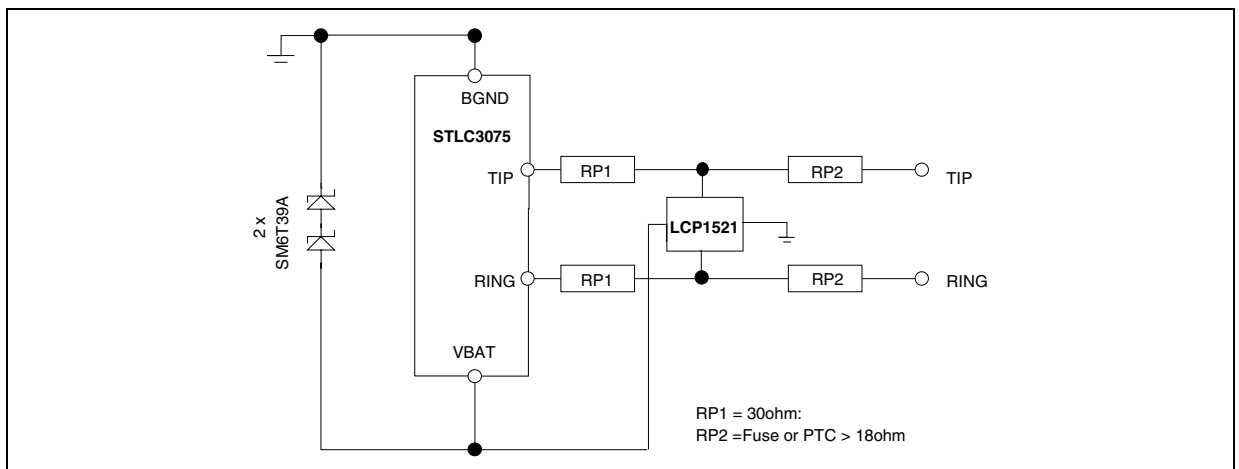 BGND
STLC3075
TIP
RP1
RP2
TIP
2 x
SM6T39A
LCP1521
RING
RP1
RP2
RING
VBAT
RP1 = 30ohm:
RP2 =Fuse or PTC > 18ohm